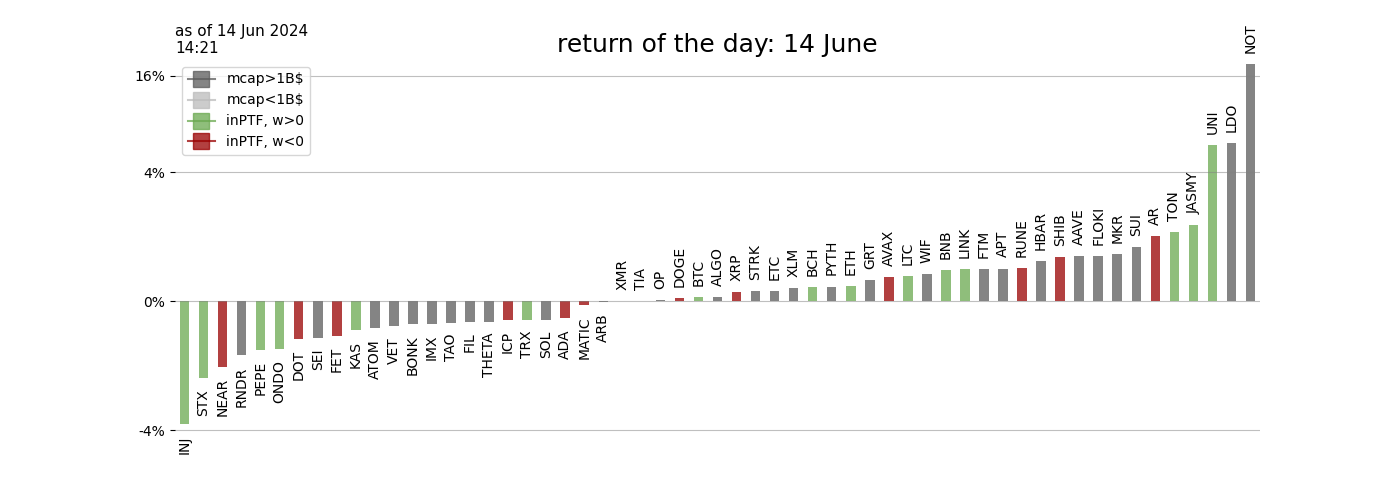 as of 14 Jun 2024
14:21
return of the day: 14 June
mcap>1B$
mcap<1B$
inPTF, w>0
inPTF, w<0
16%
4%
0%
-4%
INJ
STX
NEAR
RNDR
PEPE
ONDO
DOT
SEI
FET
KAS
ATOM
VET
BONK
IMX
TAO
FIL
THETA
ICP
TRX
SOL
ADA
MATIC
ARB
XMR
TIA
OP
DOGE
BTC
ALGO
XRP
STRK
ETC
XLM
BCH
PYTH
ETH
GRT
AVAX
LTC
WIF
BNB
LINK
FTM
APT
RUNE
HBAR
SHIB
AAVE
FLOKI
MKR
SUI
AR
TON
JASMY
UNI
LDO
NOT